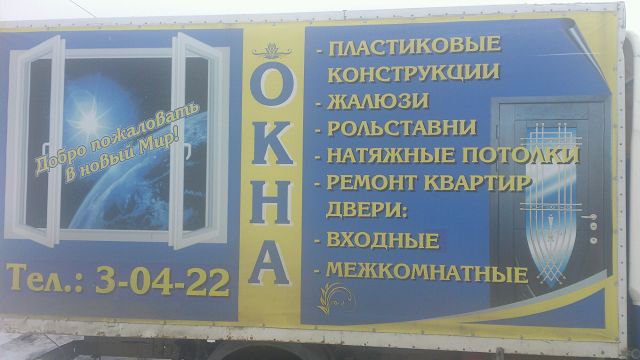 Добро пожаловать
в новый Мир!
Тел.: 3-04-22
ОКНА
- ПЛАСТИКОВЫЕ
КОНСТРУКЦИИ
- ЖАЛЮЗИ
- РОЛЬСТАВНИ
- НАТЯЖНЫЕ ПОТОЛКИ
- РЕМОНТ КВАРТИР
ДВЕРИ:
- ВХОДНЫЕ
- МЕЖКОМНАТНЫЕ